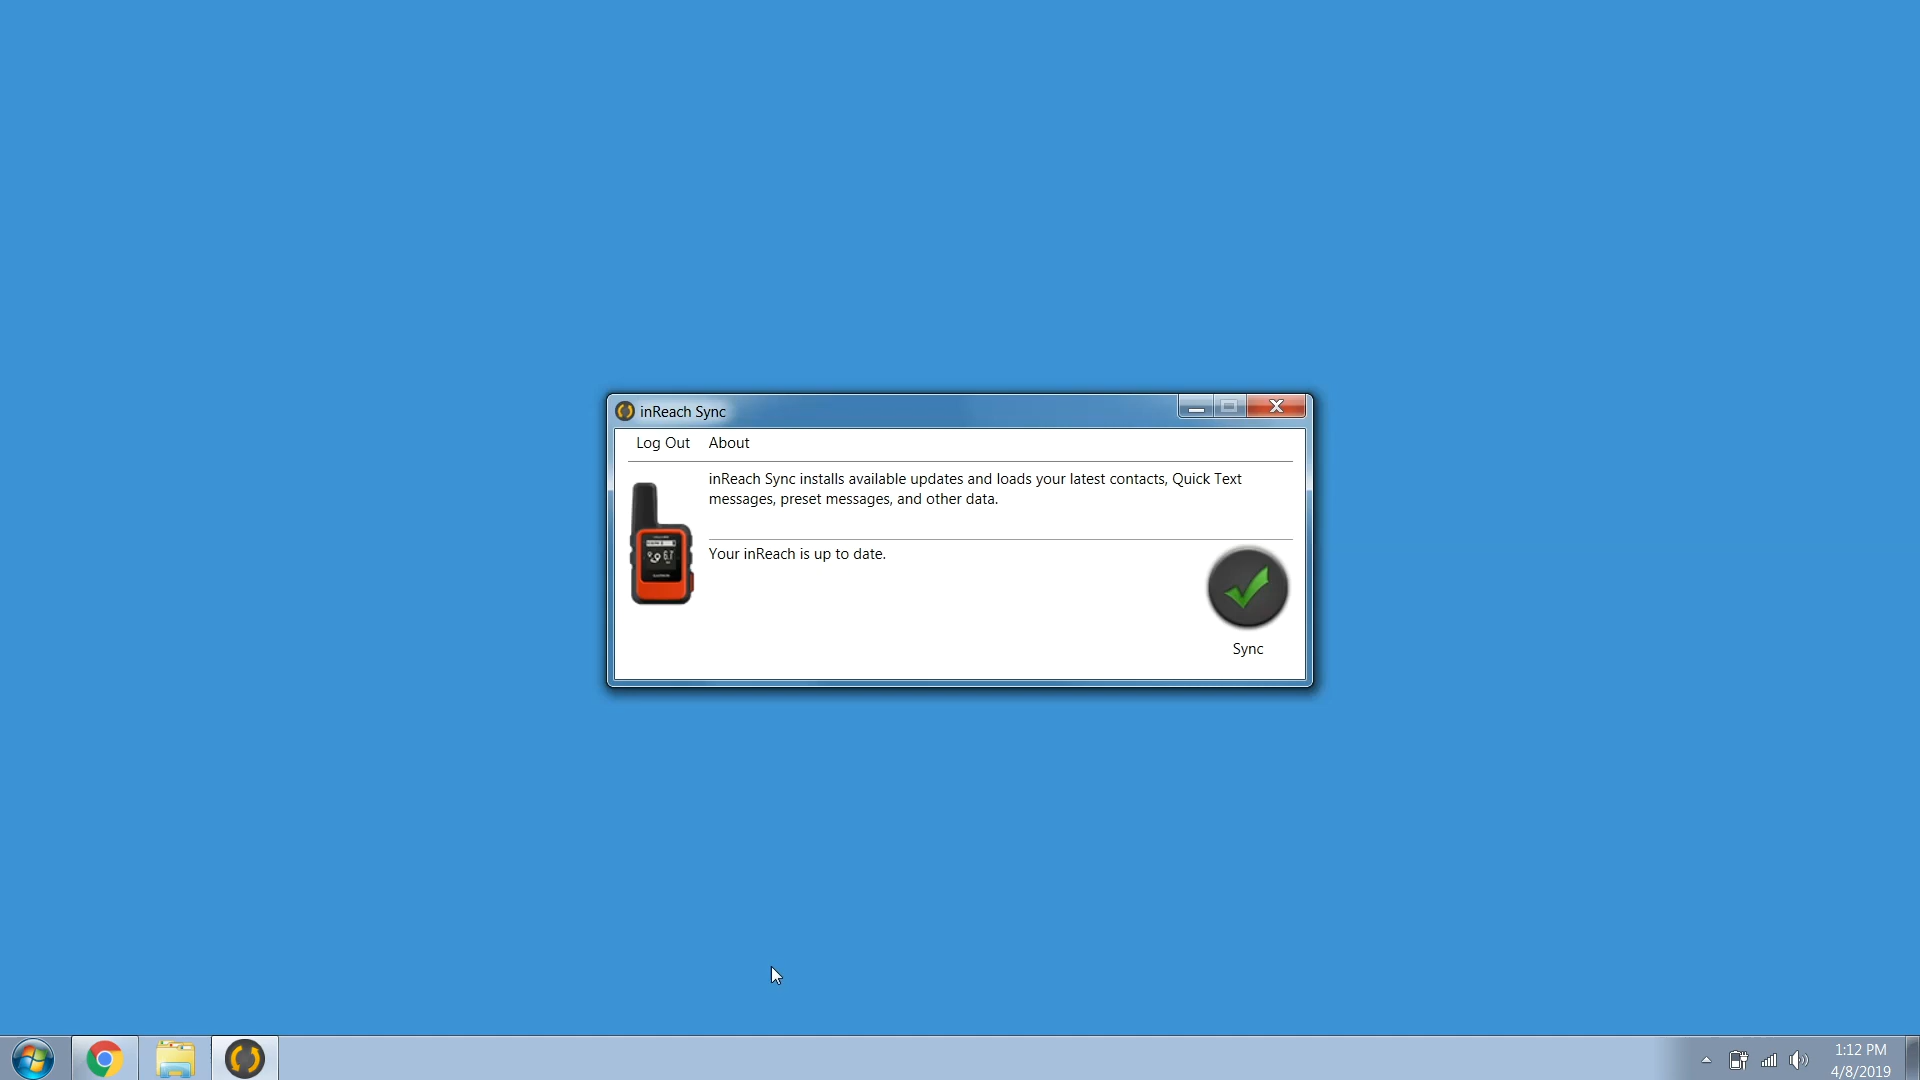 inReach Sync
Log Out About
inReach Sync installs available updates and loads your latest contacts, Quick Text
messages, preset messages, and other data.
Your inReach is up to date.
Sync
1:12 PM
4/8/2019